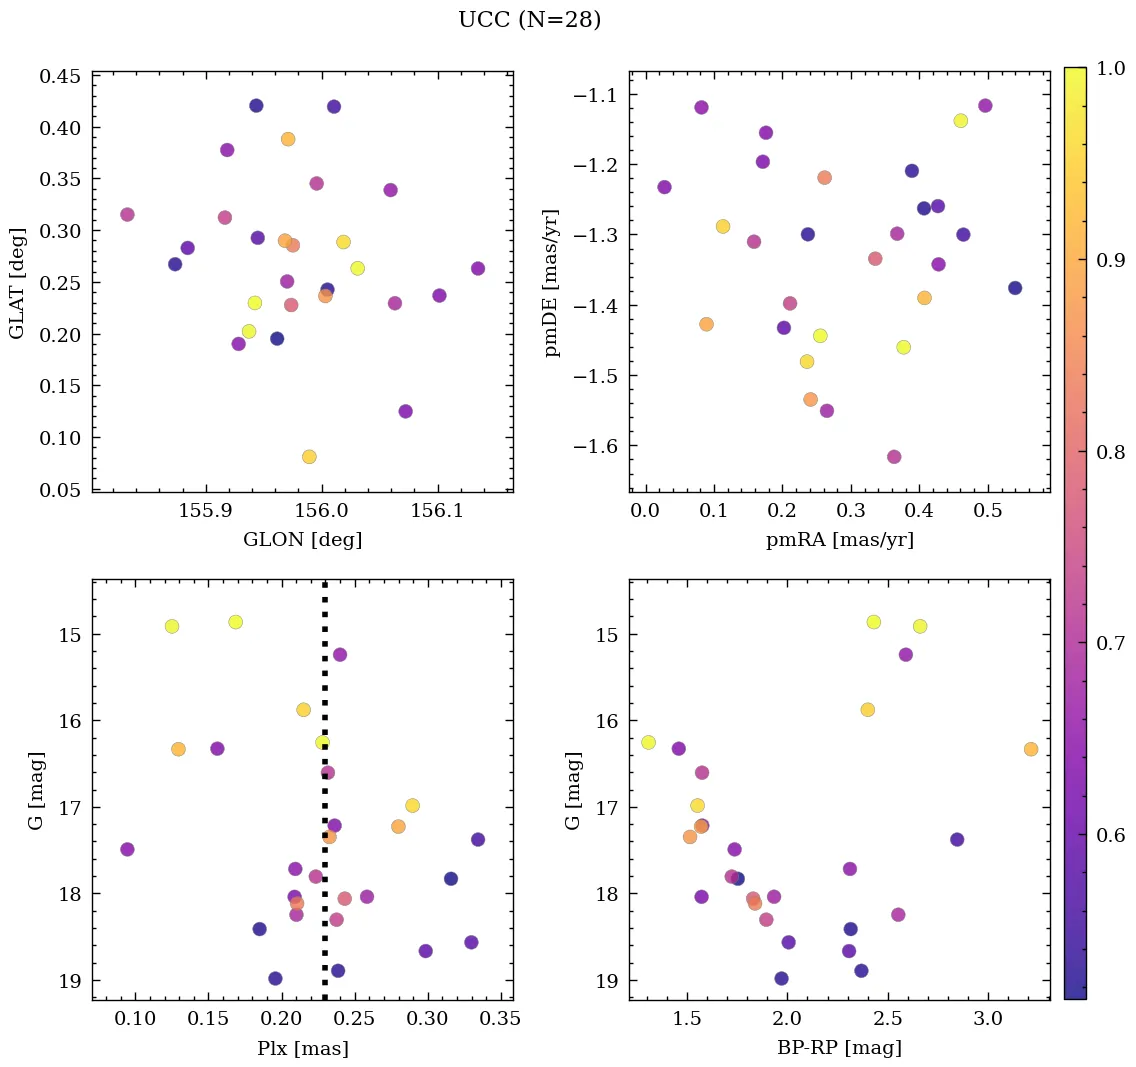 UCC (N=28)
0.45
0.40
0.35
0.30
0.25
0.20
0.15
0.10
0.05
GLAT [deg]
155.9 156.0 156.1
GLON [deg]
−1.1
−1.2
−1.3
−1.4
−1.5
−1.6
pmDE [mas/yr]
0.0 0.1 0.2 0.3 0.4 0.5
pmRA [mas/yr]
15
16
17
18
19
G [mag]
0.10 0.15 0.20 0.25 0.30 0.35
Plx [mas]
15
16
17
18
19
G [mag]
1.5 2.0 2.5 3.0
BP-RP [mag]
1.0
0.9
0.8
0.7
0.6